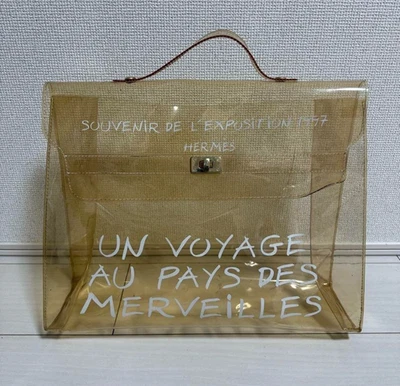 SOUVENIR DE L'EXPOSITION 1997
HERMES
UN VOYAGE
AU PAYS DES
MERVEILLES